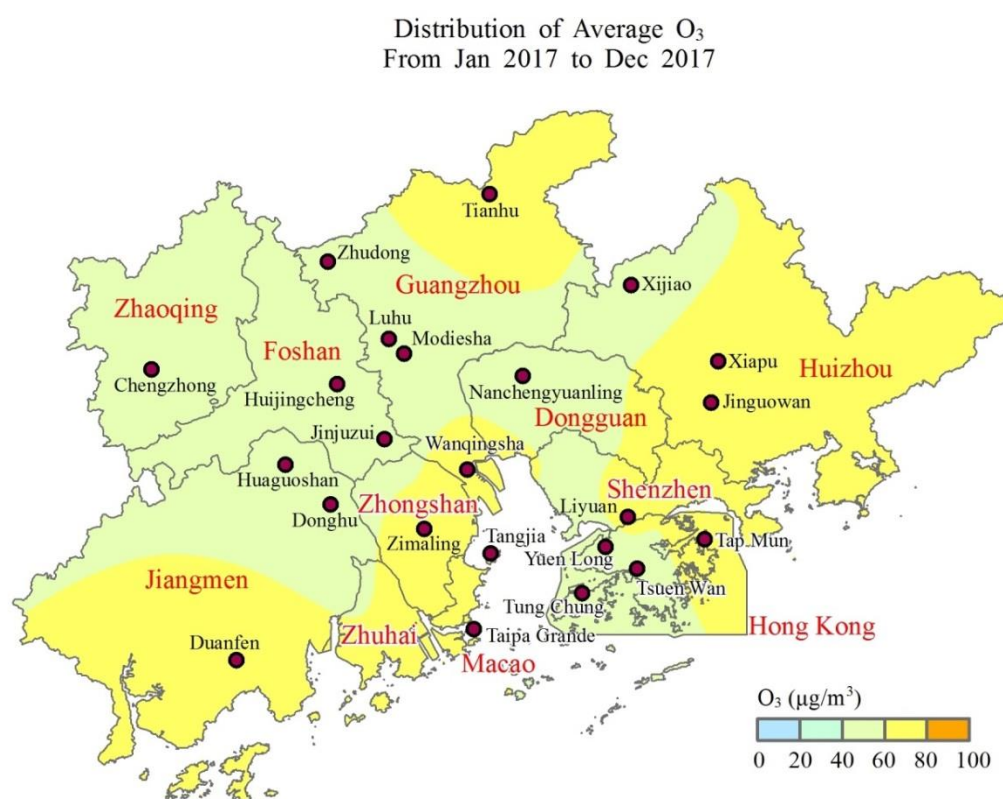 Distribution of Average O₃
From Jan 2017 to Dec 2017
Tianhu
Zhudong
Guangzhou
Xijiao
Zhaoqing
Luhu
Modiesha
Foshan
Xiapu
Huizhou
Chengzhong
Huijingcheng
Nanchengyuanling
Jinguowan
Dongguan
Jinjuzui
Wanqingsha
Huaguoshan
Shenzhen
Donghu
Zhongshan
Liyuan
Zimaling
Tangjia
Tap Mun
Yuen Long
Jiangmen
Tsuen Wan
Tung Chung
Duanfen
Zhuhai
Taipa Grande
Hong Kong
Macao
O₃ (µg/m³)
0 20 40 60 80 100